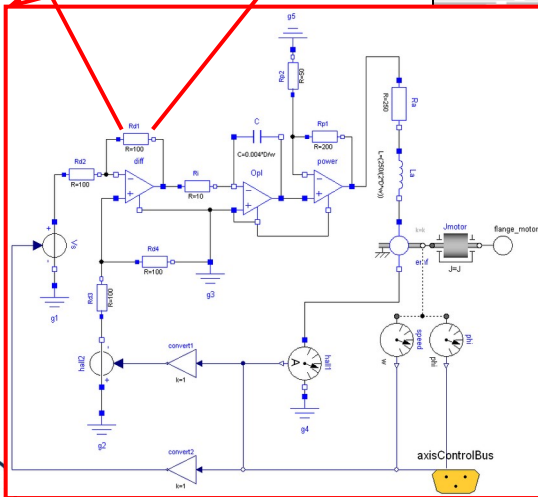 g5
Rp2
R=50
Ra
R=250
Rd1
R=100
diff
C
C=0.004*D/w
Rp1
R=200
power
La
L=(250/(2*D*w))
Rd2
R=100
Ri
R=10
OpI
Vs
+
-
g1
Rd4
R=100
g3
Rd3
R=100
k=k
emf
Jmotor
J=J
flange_motor
hall2
-
+
g2
convert1
k=1
hall1
A
g4
speed
w
phi
phi
convert2
k=1
axisControlBus